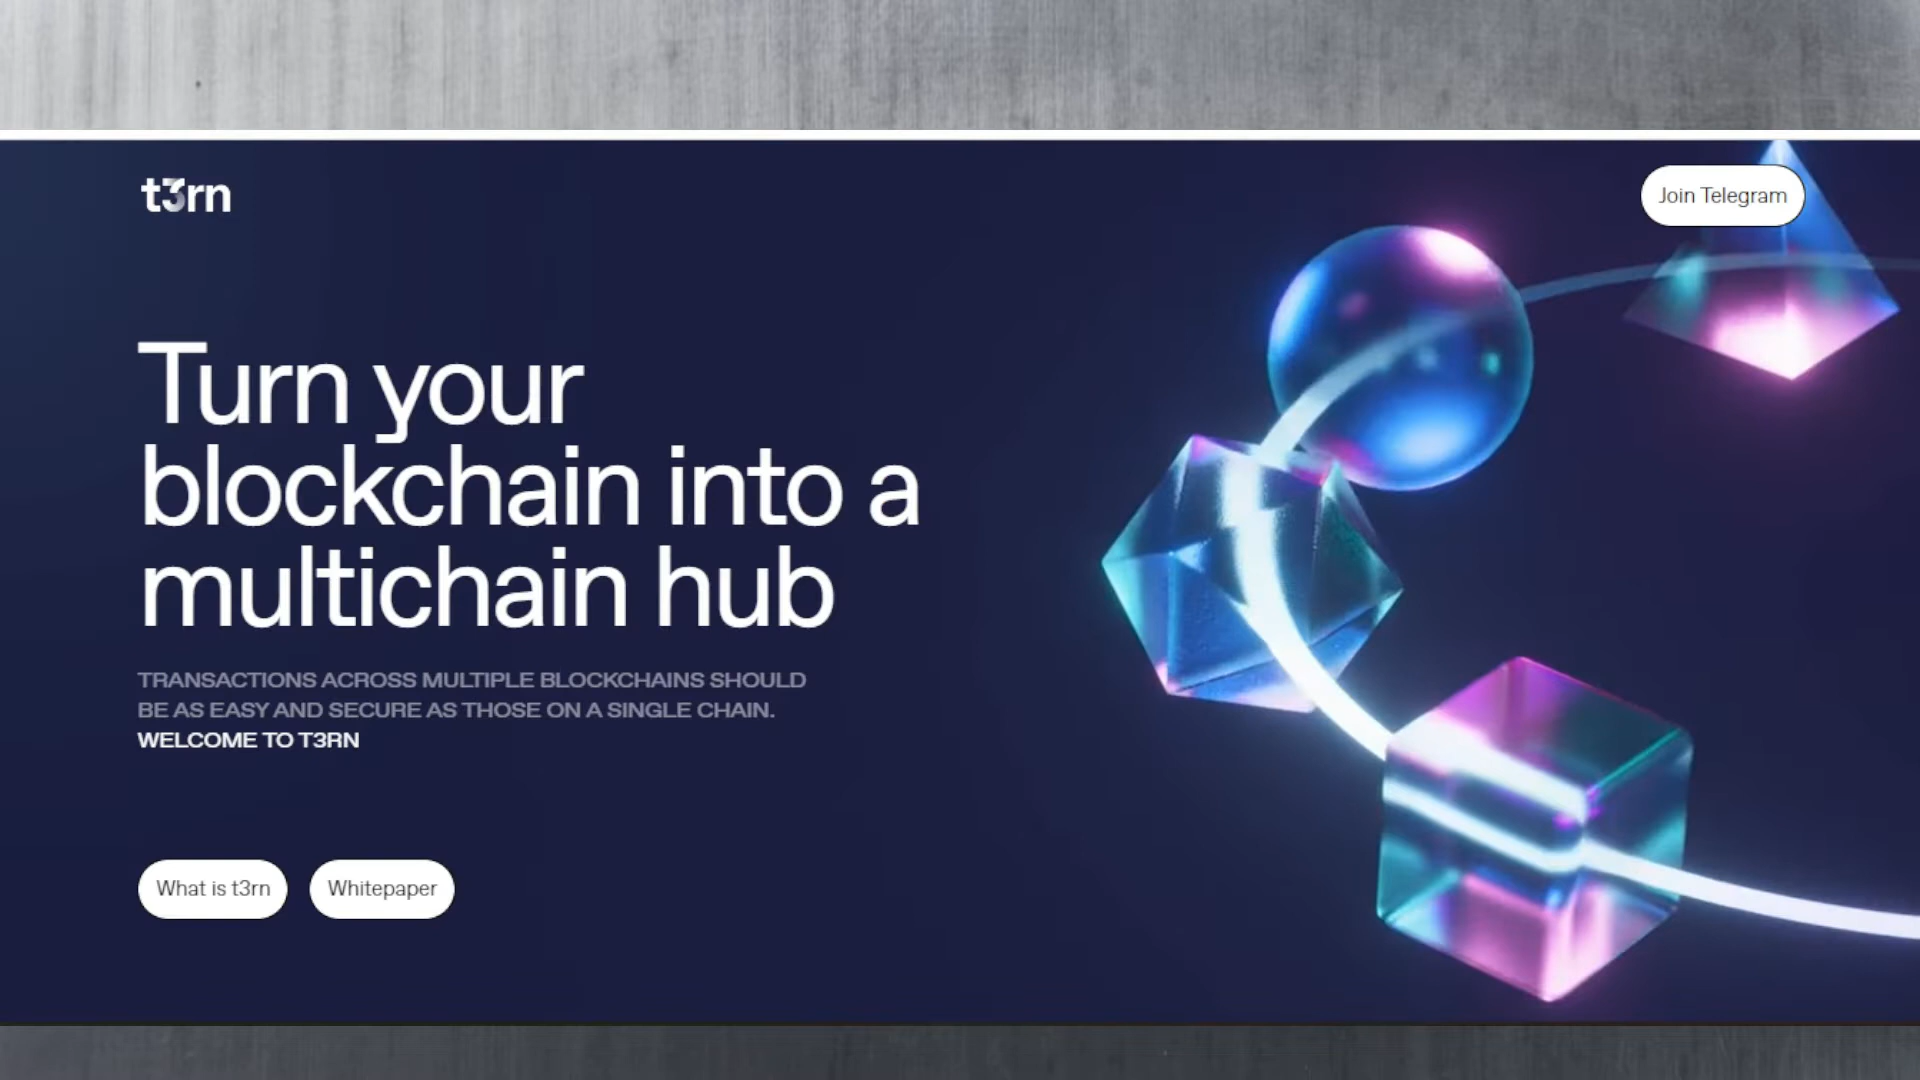 t3rn
Join Telegram
Turn your
blockchain into a
multichain hub
TRANSACTIONS ACROSS MULTIPLE BLOCKCHAINS SHOULD
BE AS EASY AND SECURE AS THOSE ON A SINGLE CHAIN.
WELCOME TO T3RN
What is t3rn
Whitepaper